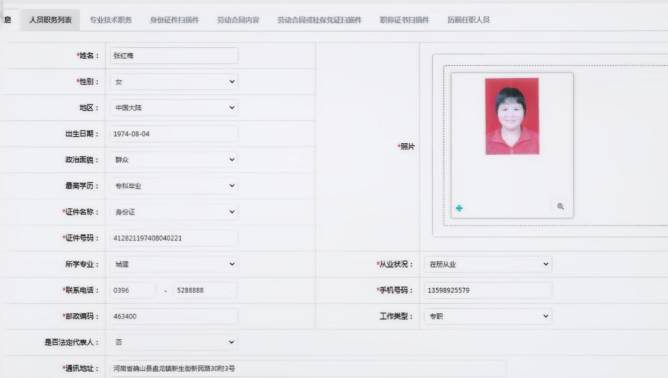 息 人员职务列表 专业技术职务 身份证件扫描件 劳动合同内容 劳动合同或社保凭证扫描件 职称证书扫描件 历届任职人员
*姓名： 张红梅
*性别： 女
地区： 中国大陆
出生日期： 1974-08-04
*照片
政治面貌： 群众
最高学历： 专科毕业
*证件名称： 身份证
*证件号码： 412821197408040221
所学专业： *从业状况： 在册从业
*联系电话： 0396 - 5288888 *手机号码： 13598925579
*邮政编码： 463400 工作类型： 专职
是否法定代表人： 否
*通讯地址： 河南省确山县盘龙镇新生街新民路30附3号